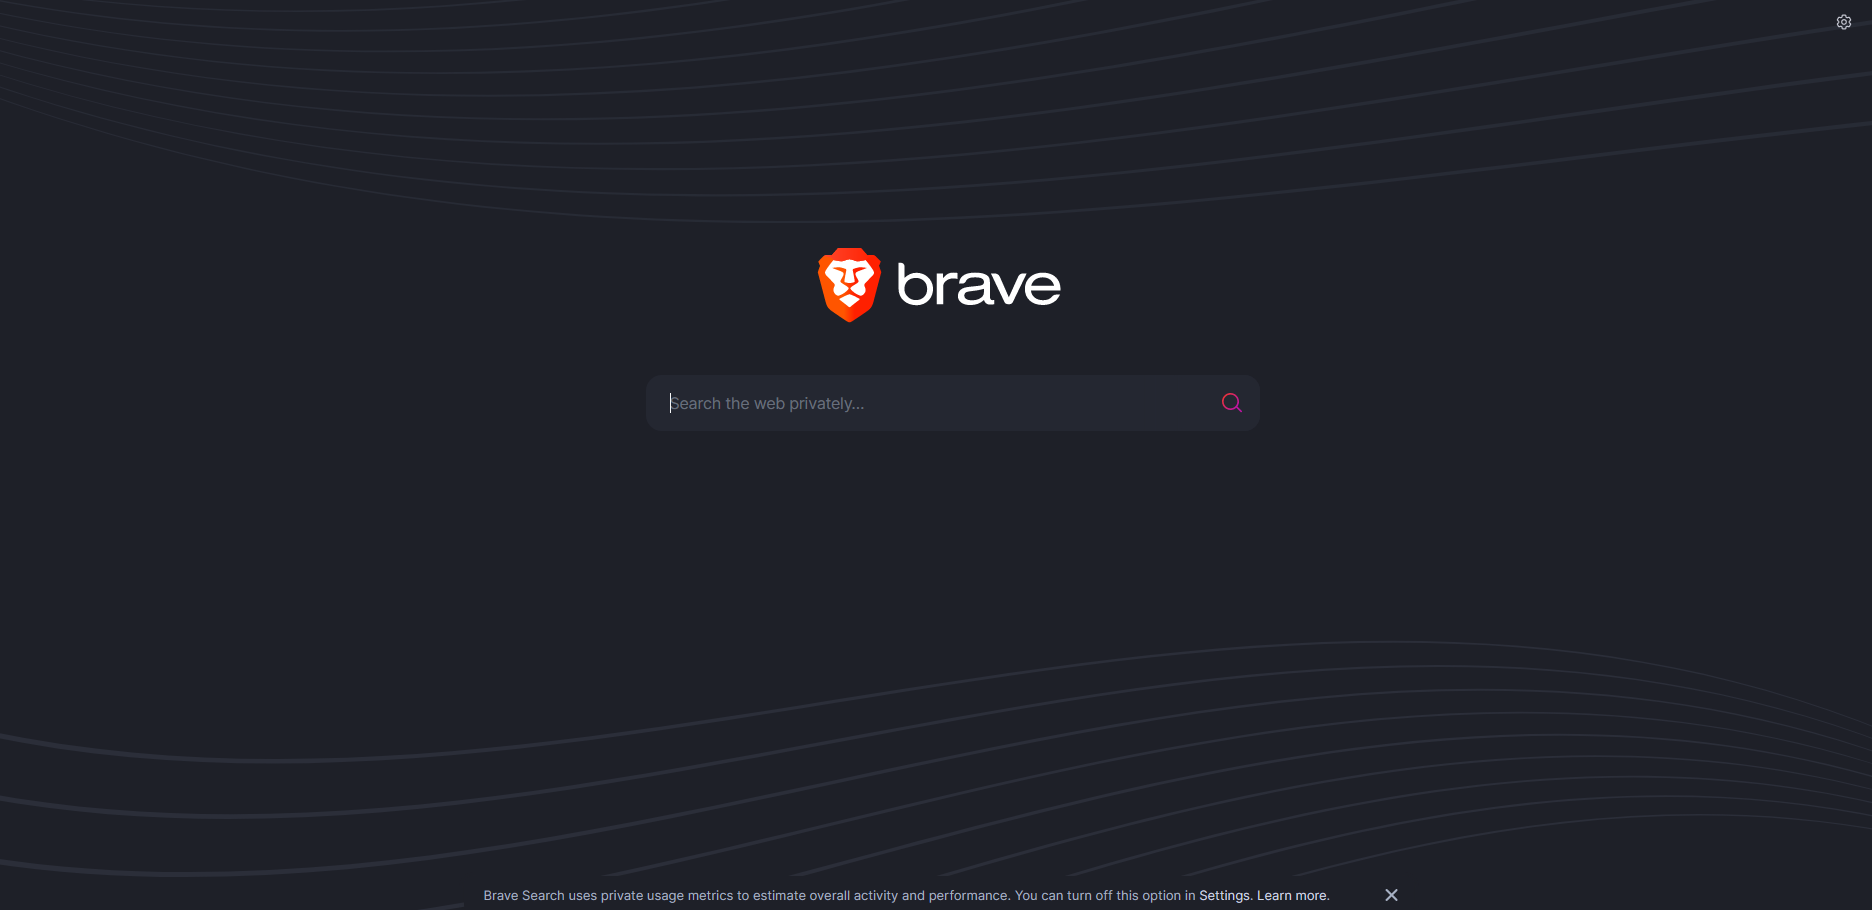 brave
Search the web privately...
Brave Search uses private usage metrics to estimate overall activity and performance. You can turn off this option in Settings. Learn more.